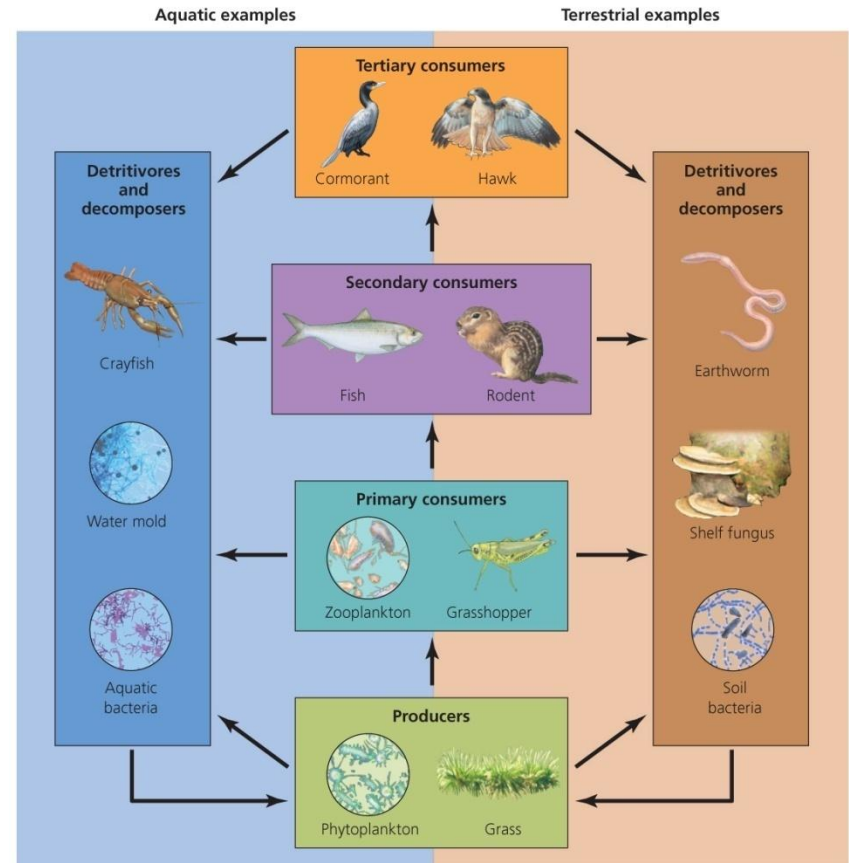 Aquatic examples
Terrestrial examples
Tertiary consumers
Cormorant
Hawk
Detritivores
and
decomposers
Crayfish
Water mold
Aquatic
bacteria
Secondary consumers
Fish
Rodent
Primary consumers
Zooplankton
Grasshopper
Producers
Phytoplankton
Grass
Detritivores
and
decomposers
Earthworm
Shelf fungus
Soil
bacteria